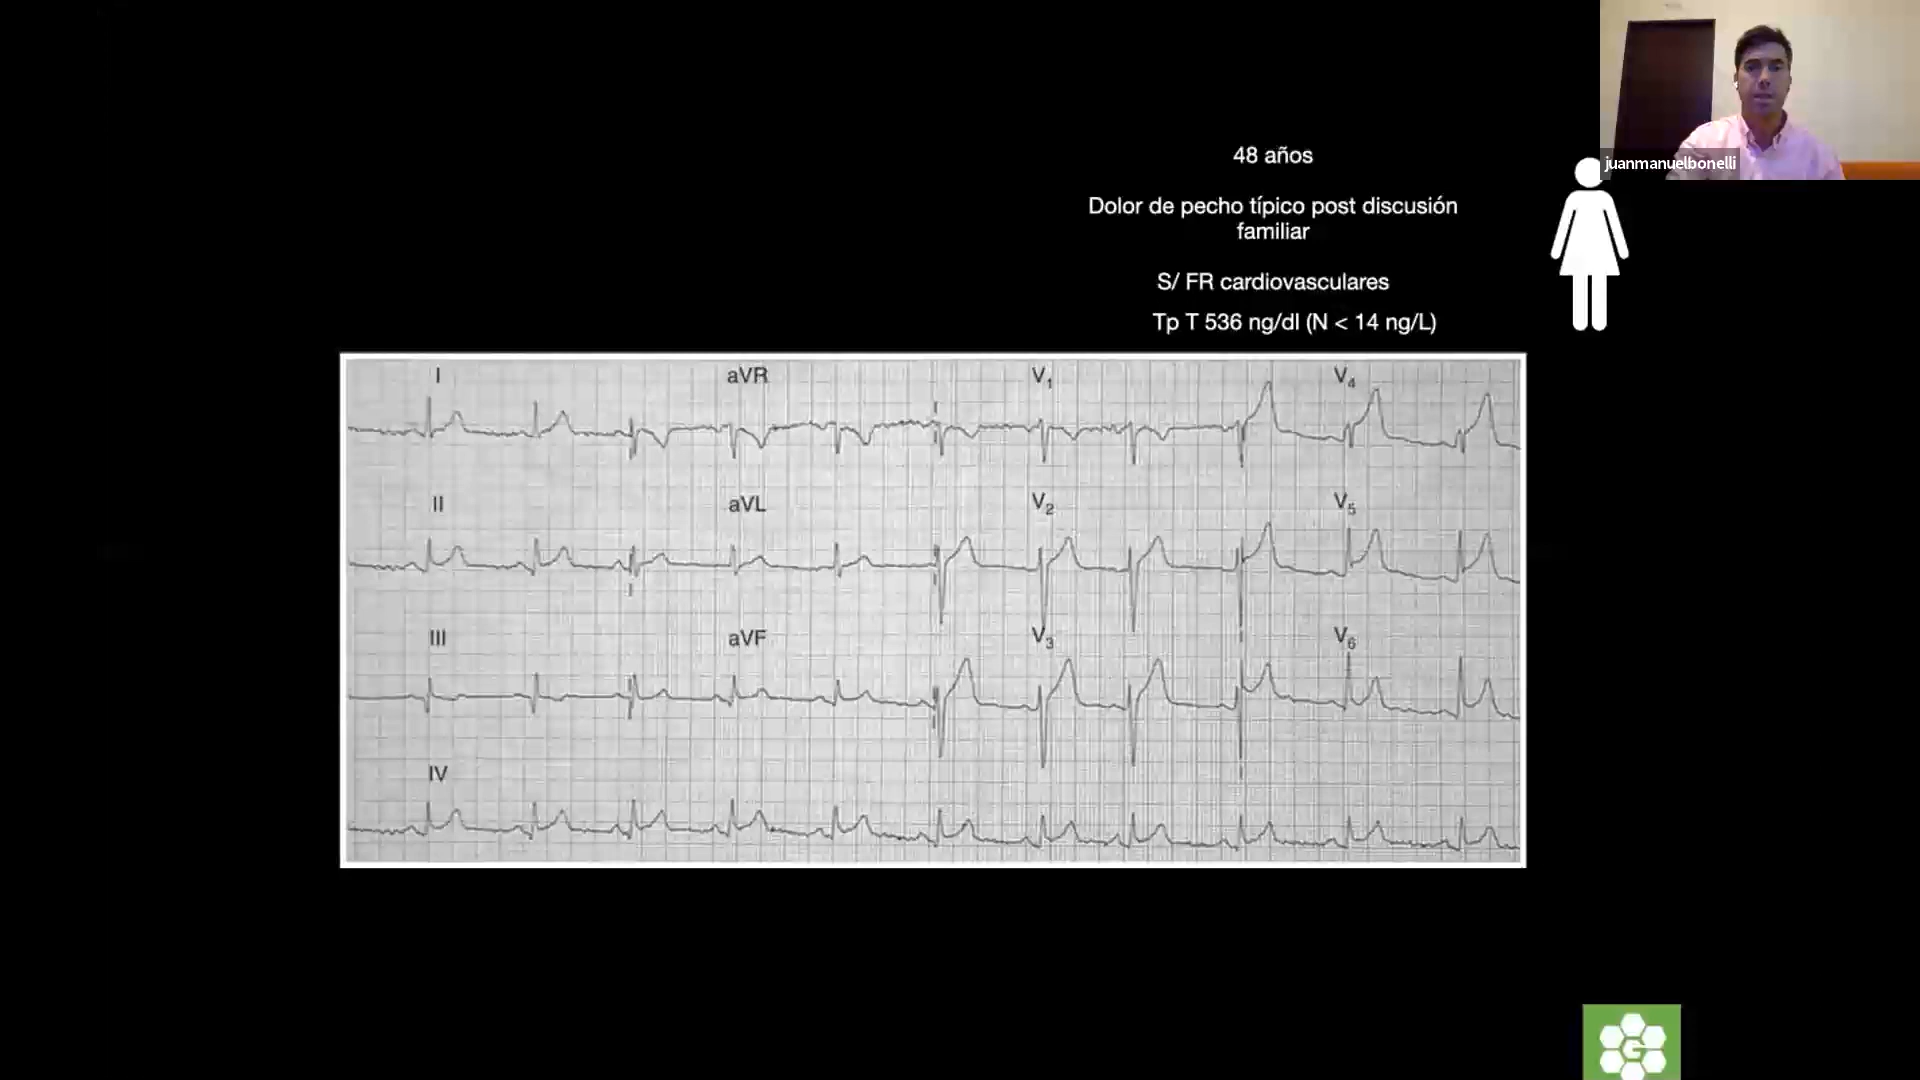 juanmanuelbonelli
48 años
Dolor de pecho típico post discusión
familiar
S/ FR cardiovasculares
Tp T 536 ng/dl (N < 14 ng/L)
I aVR V₁ V₄
II aVL V₂ V₅
III aVF V₃ V₆
IV
G